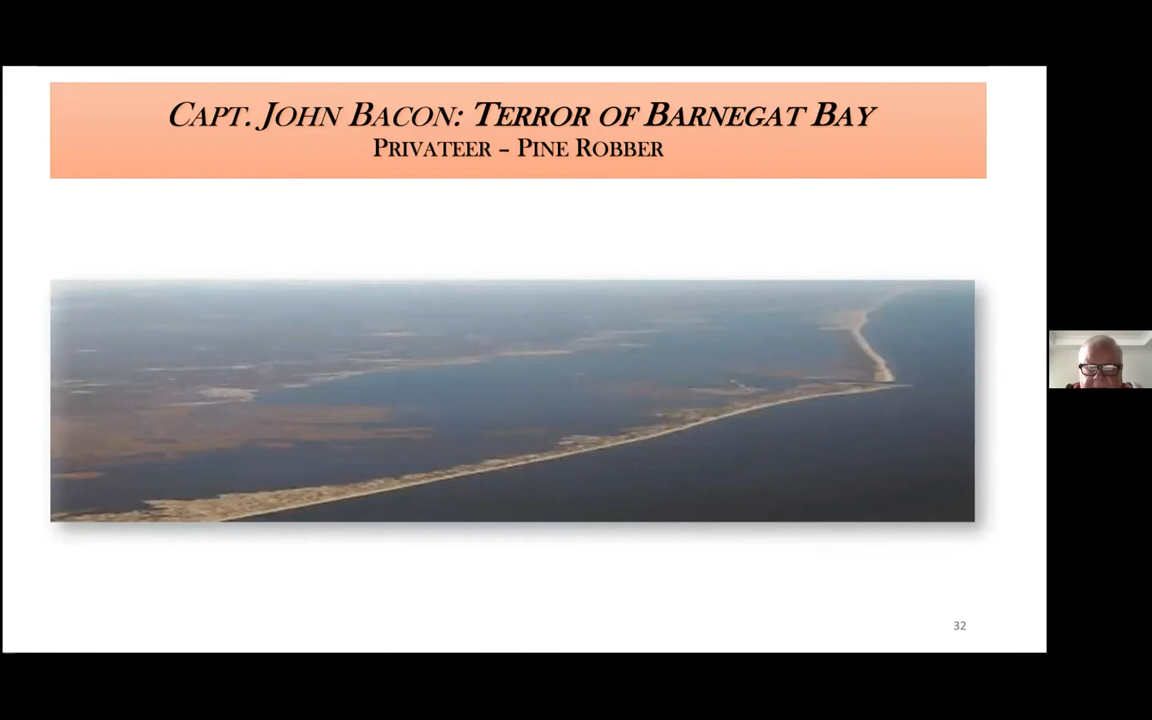 Capt. John Bacon: Terror of Barnegat Bay
Privateer – Pine Robber
32